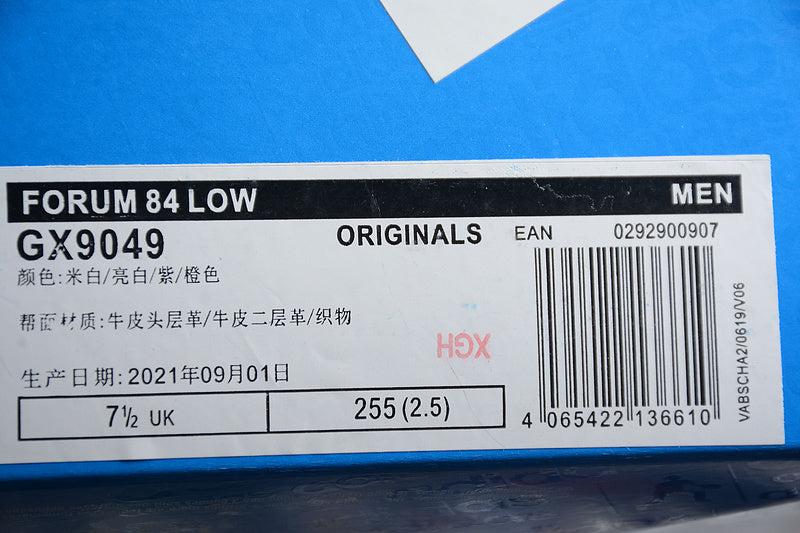 FORUM 84 LOW MEN
GX9049 ORIGINALS EAN 0292900907
颜色:米白/亮白/紫/橙色
帮面材质:牛皮头层革/牛皮二层革/织物
XGH
生产日期:2021年09月01日
7½ UK 255 (2.5)
4 065422 136610
VABSCHA2/0619/V06